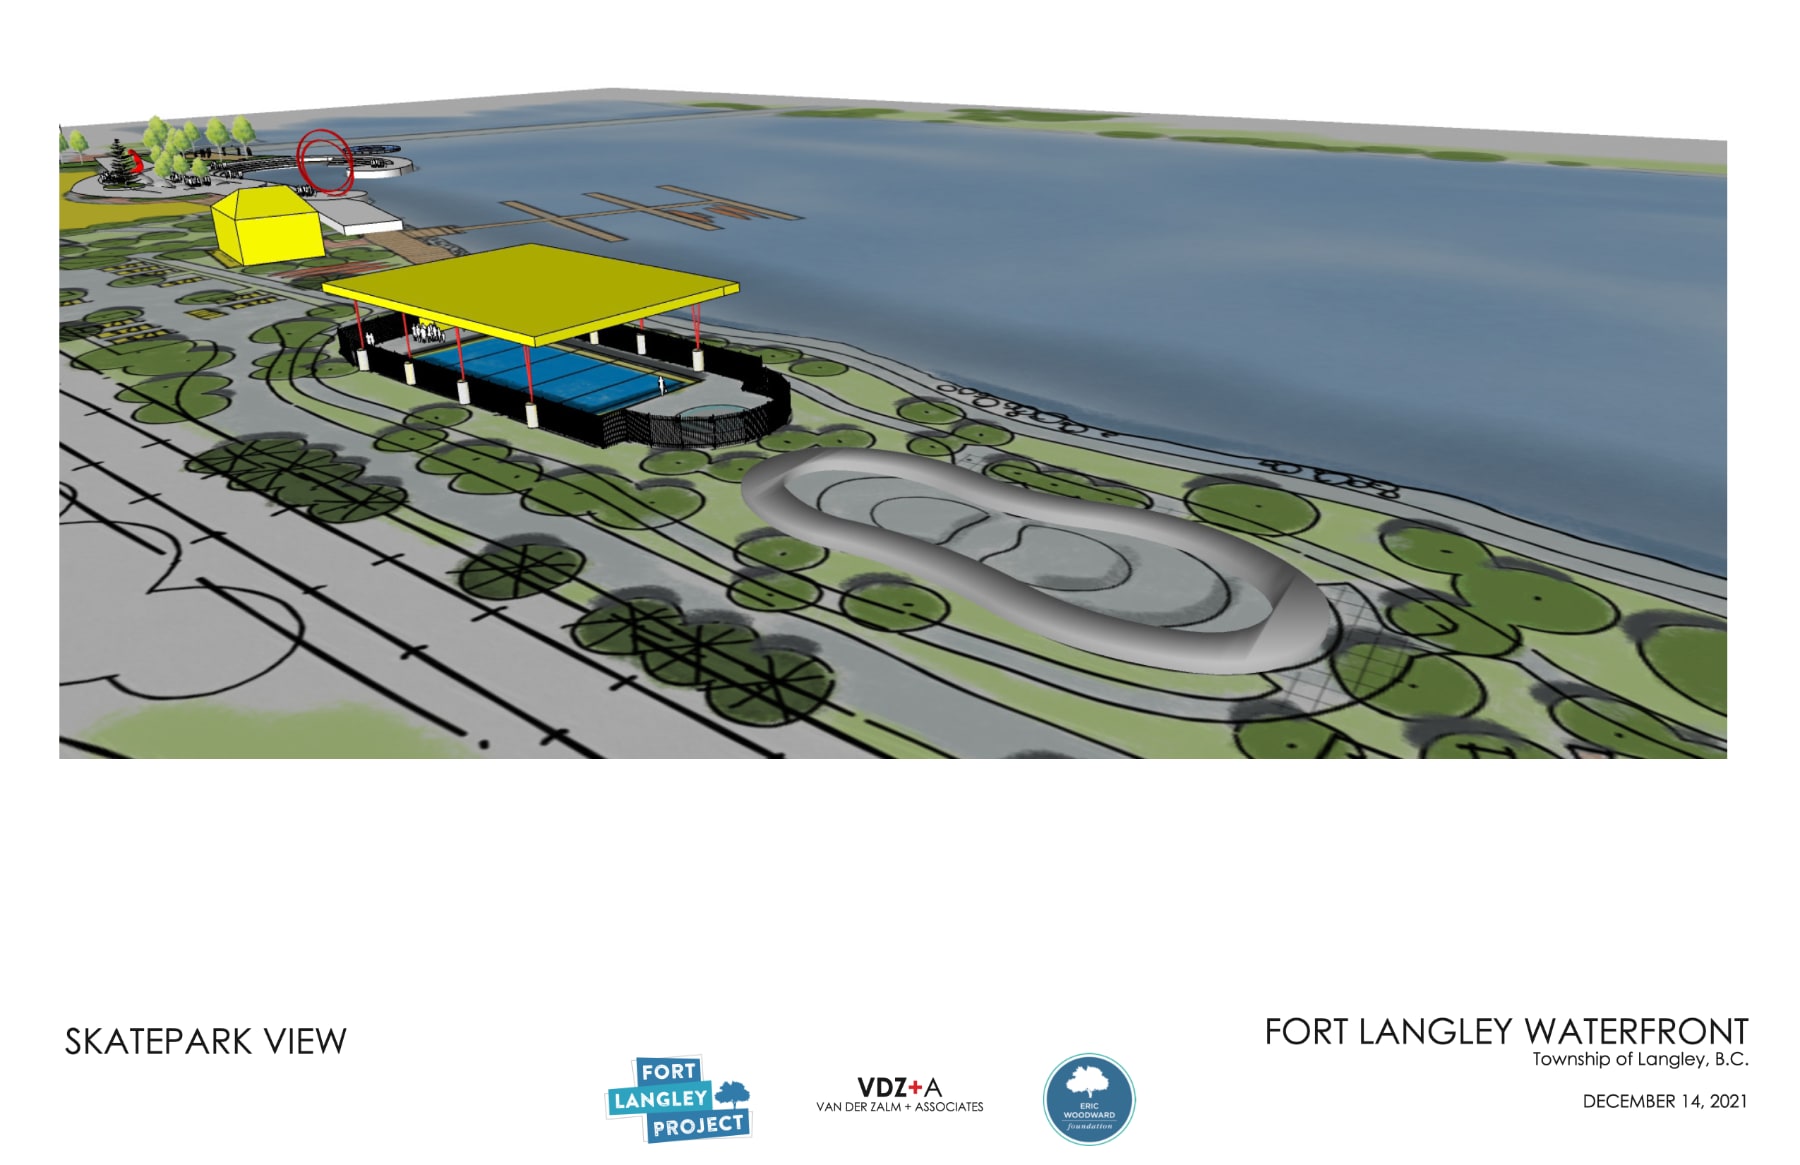 SKATEPARK VIEW
FORT
LANGLEY
PROJECT
VDZ+A
VAN DER ZALM + ASSOCIATES
ERIC
WOODWARD
foundation
FORT LANGLEY WATERFRONT
Township of Langley, B.C.
DECEMBER 14, 2021